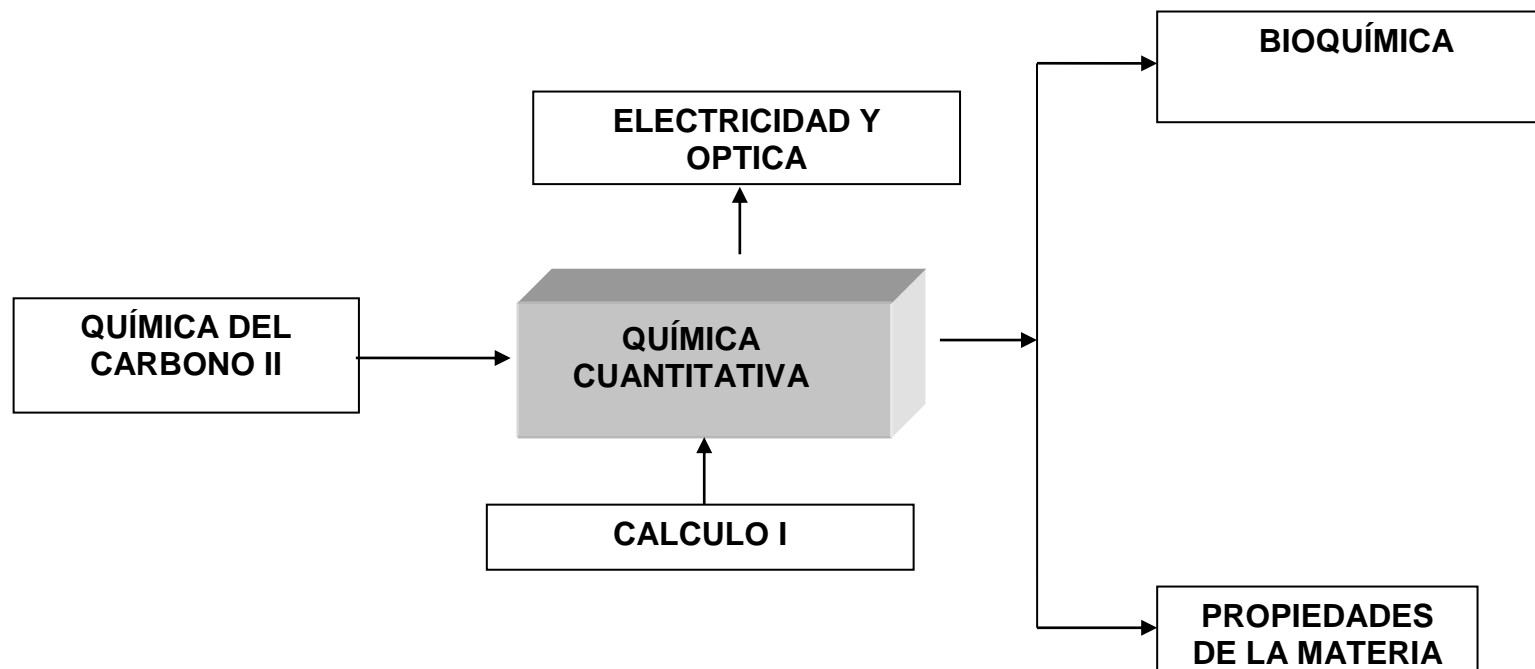 BIOQUÍMICA
ELECTRICIDAD Y
OPTICA
QUÍMICA DEL
CARBONO II
QUÍMICA
CUANTITATIVA
CALCULO I
PROPIEDADES
DE LA MATERIA